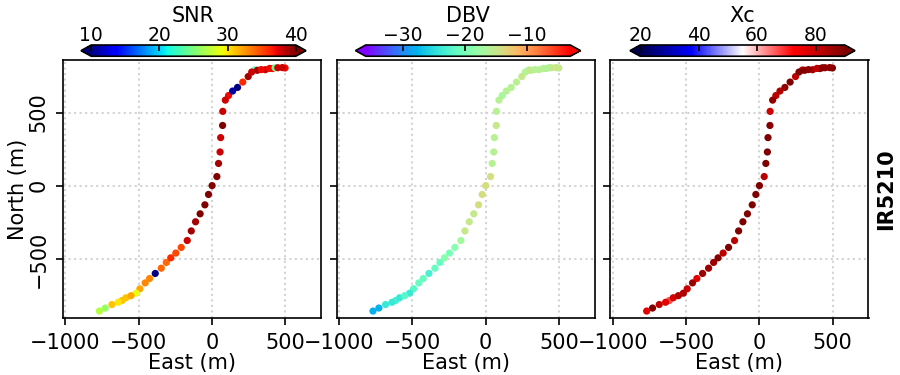 SNR DBV Xc
10 20 30 40 −30 −20 −10 20 40 60 80
500
0
−500
North (m)
−1000 −500 0 500 −1000 −500 0 500 −1000 −500 0 500
East (m) East (m) East (m)
IR5210